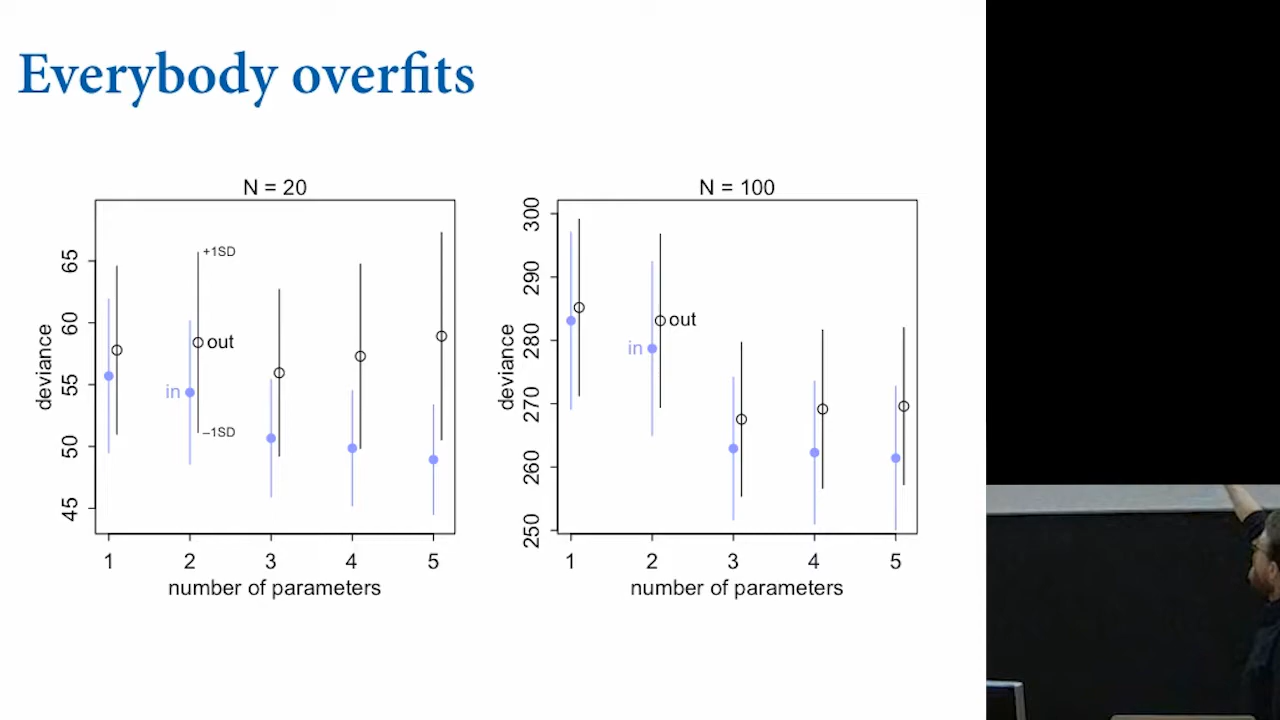 Everybody overfits
N = 20
deviance
65
60
55
50
45
+1SD
out
in
–1SD
1 2 3 4 5
number of parameters
N = 100
deviance
300
290
280
270
260
250
out
in
1 2 3 4 5
number of parameters